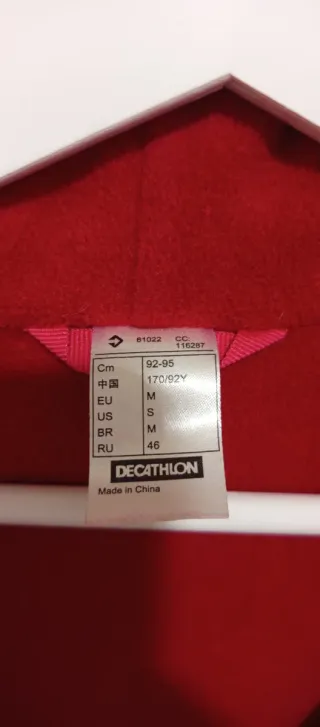 81022 CC:
116287
Cm 92-95
中国 170/92Y
EU M
US S
BR M
RU 46
DECATHLON
Made in China